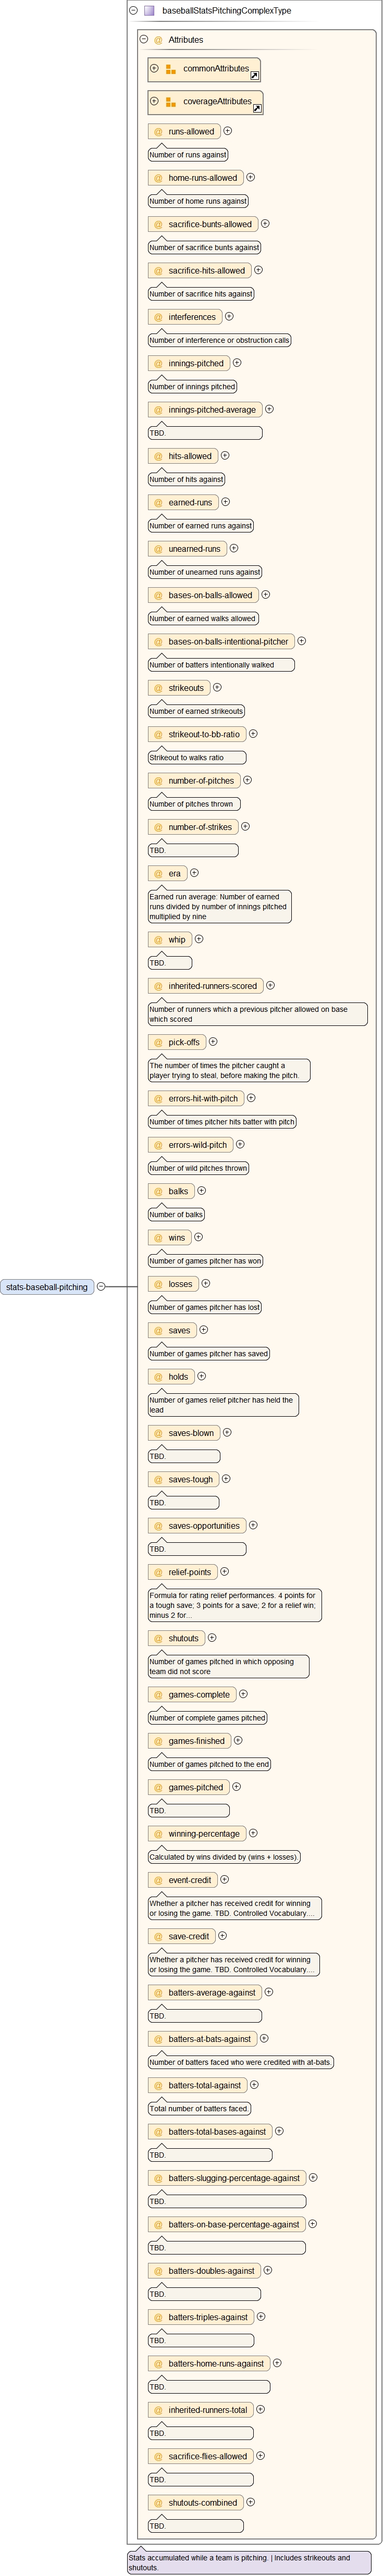 baseballStatsPitchingComplexType
Attributes
commonAttributes
coverageAttributes
runs-allowed
Number of runs against
home-runs-allowed
Number of home runs against
sacrifice-bunts-allowed
Number of sacrifice bunts against
sacrifice-hits-allowed
Number of sacrifice hits against
interferences
Number of interference or obstruction calls
innings-pitched
Number of innings pitched
innings-pitched-average
TBD.
hits-allowed
Number of hits against
earned-runs
Number of earned runs against
unearned-runs
Number of unearned runs against
bases-on-balls-allowed
Number of earned walks allowed
bases-on-balls-intentional-pitcher
Number of batters intentionally walked
strikeouts
Number of earned strikeouts
strikeout-to-bb-ratio
Strikeout to walks ratio
number-of-pitches
Number of pitches thrown
number-of-strikes
TBD.
era
Earned run average: Number of earned
runs divided by number of innings pitched
multiplied by nine
whip
TBD.
inherited-runners-scored
Number of runners which a previous pitcher allowed on base
which scored
pick-offs
The number of times the pitcher caught a
player trying to steal, before making the pitch.
errors-hit-with-pitch
Number of times pitcher hits batter with pitch
errors-wild-pitch
Number of wild pitches thrown
balks
Number of balks
wins
Number of games pitcher has won
stats-baseball-pitching
losses
Number of games pitcher has lost
saves
Number of games pitcher has saved
holds
Number of games relief pitcher has held the
lead
saves-blown
TBD.
saves-tough
TBD.
saves-opportunities
TBD.
relief-points
Formula for rating relief performances. 4 points for
a tough save; 3 points for a save; 2 for a relief win;
minus 2 for...
shutouts
Number of games pitched in which opposing
team did not score
games-complete
Number of complete games pitched
games-finished
Number of games pitched to the end
games-pitched
TBD.
winning-percentage
Calculated by wins divided by (wins + losses).
event-credit
Whether a pitcher has received credit for winning
or losing the game. TBD. Controlled Vocabulary....
save-credit
Whether a pitcher has received credit for winning
or losing the game. TBD. Controlled Vocabulary....
batters-average-against
TBD.
batters-at-bats-against
Number of batters faced who were credited with at-bats.
batters-total-against
Total number of batters faced.
batters-total-bases-against
TBD.
batters-slugging-percentage-against
TBD.
batters-on-base-percentage-against
TBD.
batters-doubles-against
TBD.
batters-triples-against
TBD.
batters-home-runs-against
TBD.
inherited-runners-total
TBD.
sacrifice-flies-allowed
TBD.
shutouts-combined
TBD.
Stats accumulated while a team is pitching. | Includes strikeouts and
shutouts.